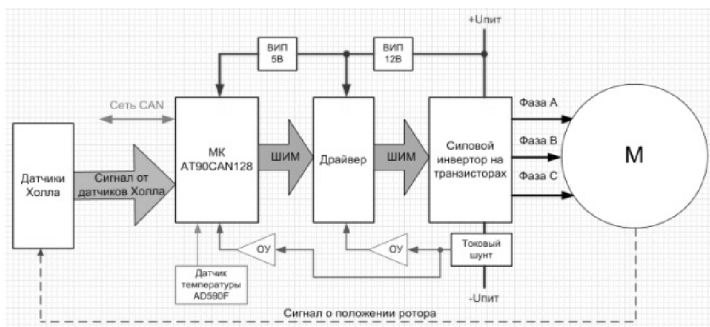 +Uпит
ВИП
5В
ВИП
12В
Сеть CAN
Фаза А
Фаза В
Фаза С
Датчики
Холла
Сигнал от
датчиков Холла
МК
AT90CAN128
ШИМ
Драйвер
ШИМ
Силовой
инвертор на
транзисторах
М
ОУ
ОУ
Токовый
шунт
Датчик
температуры
AD590F
-Uпит
Сигнал о положении ротора